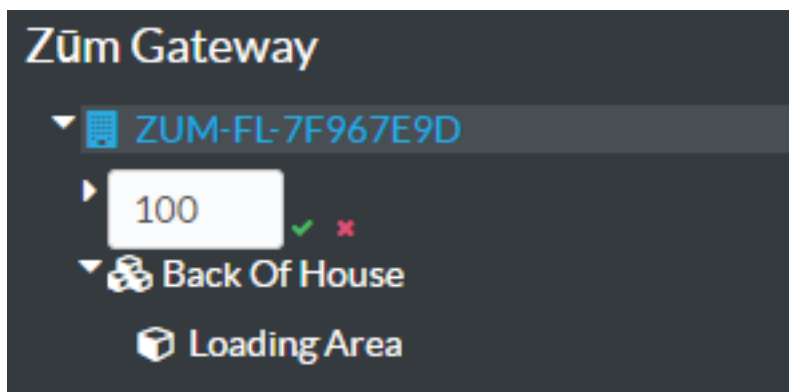 Zūm Gateway
ZUM-FL-7F967E9D
100
Back Of House
Loading Area